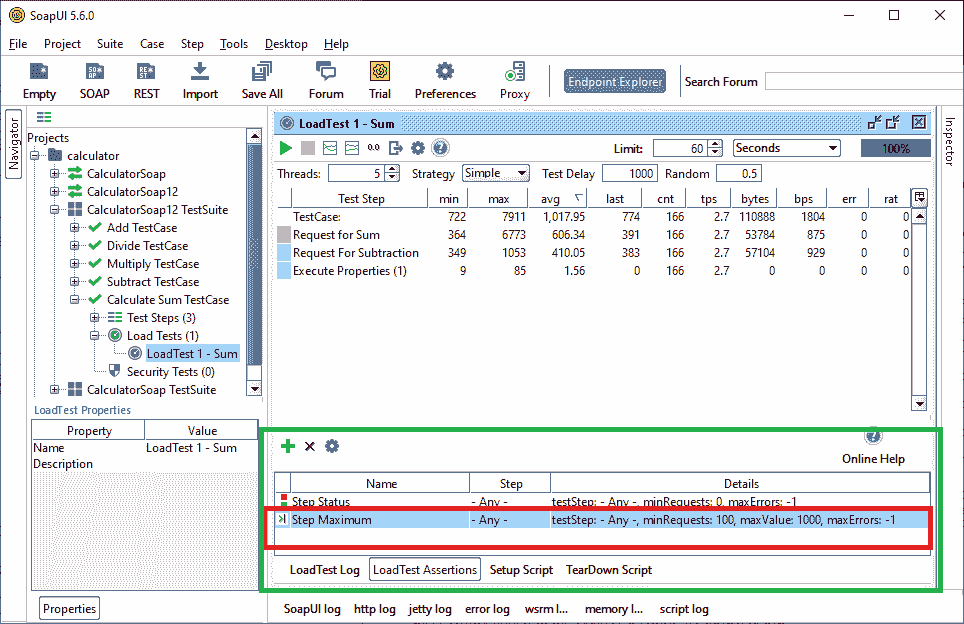 SoapUI 5.6.0
File Project Suite Case Step Tools Desktop Help
Empty SOAP REST Import Save All Forum Trial Preferences Proxy Endpoint Explorer Search Forum
Navigator
Projects
calculator
CalculatorSoap
CalculatorSoap12
CalculatorSoap12 TestSuite
Add TestCase
Divide TestCase
Multiply TestCase
Subtract TestCase
Calculate Sum TestCase
Test Steps (3)
Load Tests (1)
LoadTest 1 - Sum
Security Tests (0)
CalculatorSoap TestSuite
LoadTest Properties
Property Value
Name LoadTest 1 - Sum
Description
Properties
LoadTest 1 - Sum
0.0 Limit: 60 Seconds 100%
Threads: 5 Strategy Simple Test Delay 1000 Random 0.5
Test Step min max avg last cnt tps bytes bps err rat
TestCase: 722 7911 1,017.95 774 166 2.7 110888 1804 0 0
Request for Sum 364 6773 606.34 391 166 2.7 53784 875 0 0
Request For Subtraction 349 1053 410.05 383 166 2.7 57104 929 0 0
Execute Properties (1) 9 85 1.56 0 166 2.7 0 0 0 0
Online Help
Name Step Details
Step Status - Any - testStep: - Any -, minRequests: 0, maxErrors: -1
Step Maximum - Any - testStep: - Any -, minRequests: 100, maxValue: 1000, maxErrors: -1
LoadTest Log LoadTest Assertions Setup Script TearDown Script
SoapUI log http log jetty log error log wsrm l... memory l... script log
Inspector